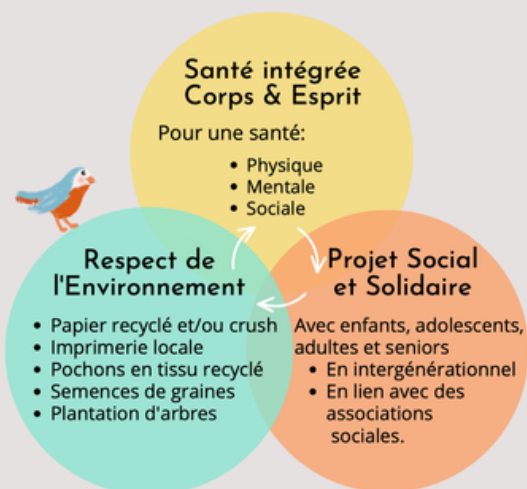 Santé intégrée
Corps & Esprit
Pour une santé:
• Physique
• Mentale
• Sociale
Respect de
l'Environnement
• Papier recyclé et/ou crush
• Imprimerie locale
• Pochons en tissu recyclé
• Semences de graines
• Plantation d'arbres
Projet Social
et Solidaire
Avec enfants, adolescents,
adultes et seniors
• En intergénérationnel
• En lien avec des
associations
sociales.